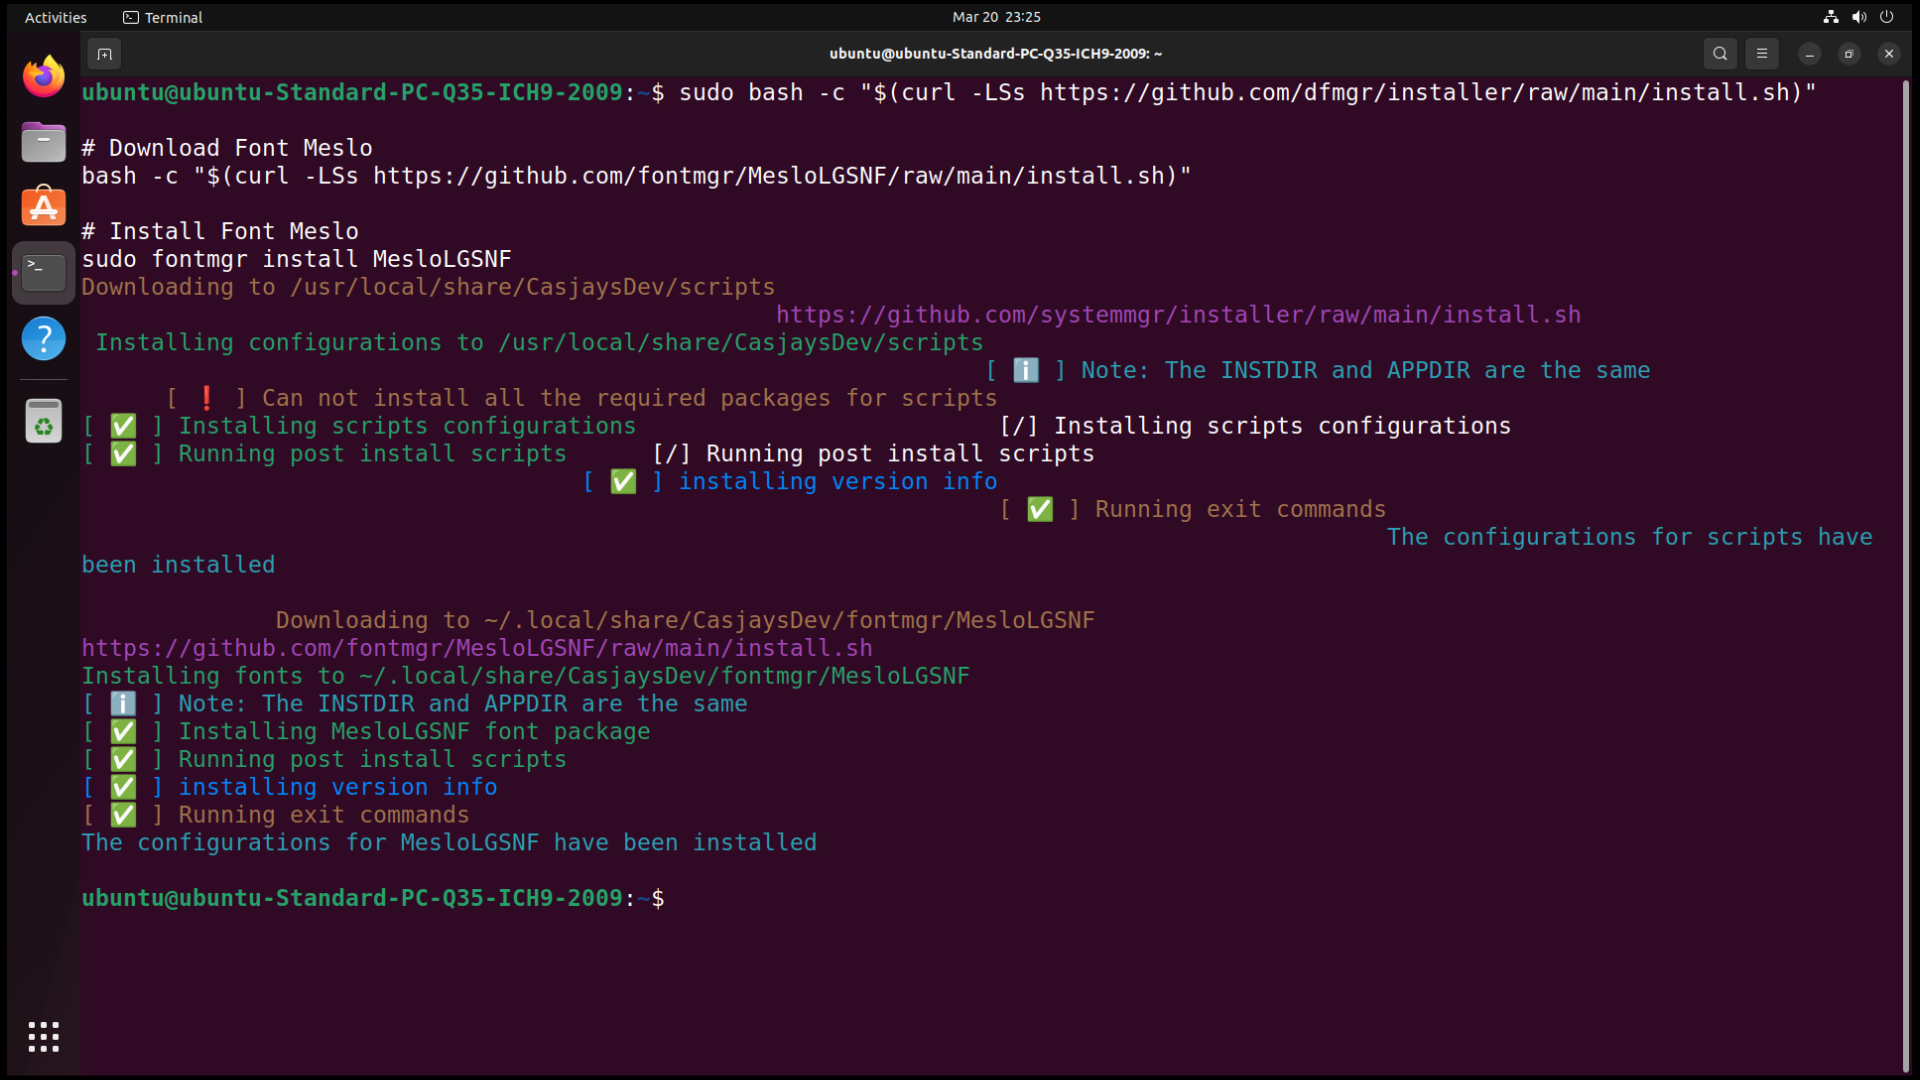 Activities Terminal Mar 20 23:25
ubuntu@ubuntu-Standard-PC-Q35-ICH9-2009: ~
ubuntu@ubuntu-Standard-PC-Q35-ICH9-2009:~$ sudo bash -c "$(curl -LSs https://github.com/dfmgr/installer/raw/main/install.sh)"
# Download Font Meslo
bash -c "$(curl -LSs https://github.com/fontmgr/MesloLGSNF/raw/main/install.sh)"
# Install Font Meslo
sudo fontmgr install MesloLGSNF
Downloading to /usr/local/share/CasjaysDev/scripts
https://github.com/systemmgr/installer/raw/main/install.sh
Installing configurations to /usr/local/share/CasjaysDev/scripts
[ ℹ️ ] Note: The INSTDIR and APPDIR are the same
[ ❗ ] Can not install all the required packages for scripts
[ ✅ ] Installing scripts configurations [/] Installing scripts configurations
[ ✅ ] Running post install scripts [/] Running post install scripts
[ ✅ ] installing version info
[ ✅ ] Running exit commands
The configurations for scripts have
been installed
Downloading to ~/.local/share/CasjaysDev/fontmgr/MesloLGSNF
https://github.com/fontmgr/MesloLGSNF/raw/main/install.sh
Installing fonts to ~/.local/share/CasjaysDev/fontmgr/MesloLGSNF
[ ℹ️ ] Note: The INSTDIR and APPDIR are the same
[ ✅ ] Installing MesloLGSNF font package
[ ✅ ] Running post install scripts
[ ✅ ] installing version info
[ ✅ ] Running exit commands
The configurations for MesloLGSNF have been installed
ubuntu@ubuntu-Standard-PC-Q35-ICH9-2009:~$